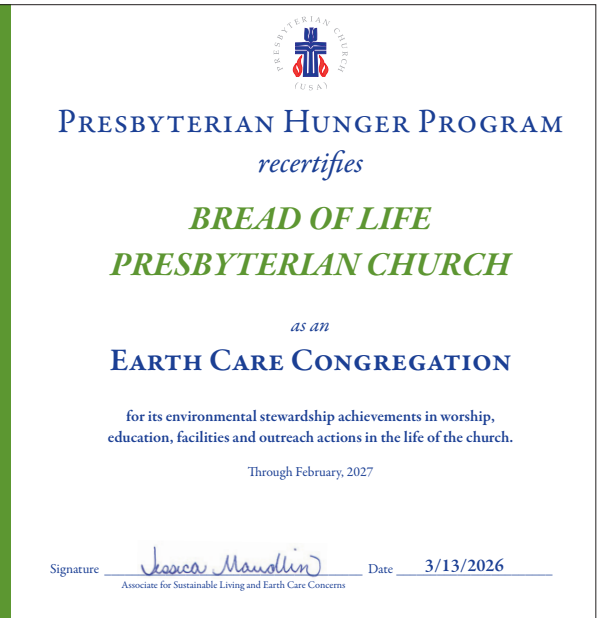 PRESBYTERIAN CHURCH
(USA)
PRESBYTERIAN HUNGER PROGRAM
recertifies
BREAD OF LIFE
PRESBYTERIAN CHURCH
as an
EARTH CARE CONGREGATION
for its environmental stewardship achievements in worship,
education, facilities and outreach actions in the life of the church.
Through February, 2027
Signature Jessica Maudlin Date 3/13/2026
Associate for Sustainable Living and Earth Care Concerns